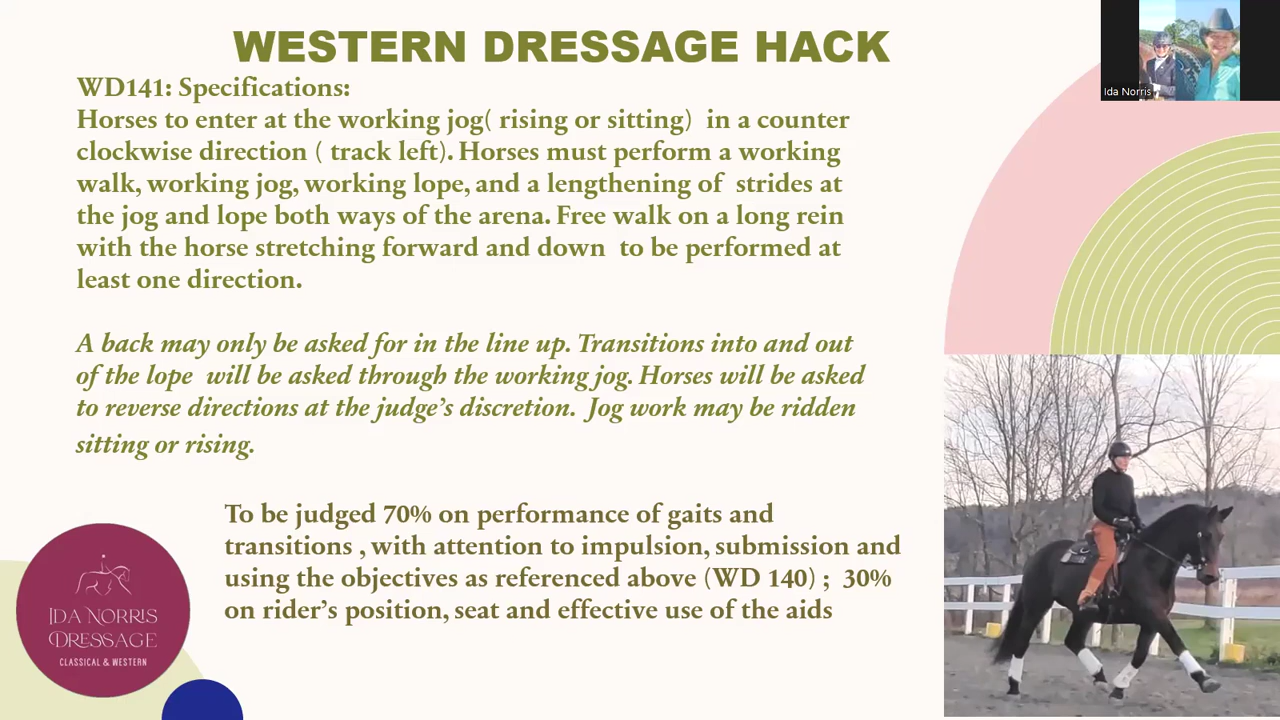 WESTERN DRESSAGE HACK
WD141: Specifications:
Horses to enter at the working jog( rising or sitting) in a counter
clockwise direction ( track left). Horses must perform a working
walk, working jog, working lope, and a lengthening of strides at
the jog and lope both ways of the arena. Free walk on a long rein
with the horse stretching forward and down to be performed at
least one direction.
A back may only be asked for in the line up. Transitions into and out
of the lope will be asked through the working jog. Horses will be asked
to reverse directions at the judge's discretion. Jog work may be ridden
sitting or rising.
To be judged 70% on performance of gaits and
transitions , with attention to impulsion, submission and
using the objectives as referenced above (WD 140) ; 30%
on rider's position, seat and effective use of the aids
IDA NORRIS
DRESSAGE
CLASSICAL & WESTERN
Ida Norris